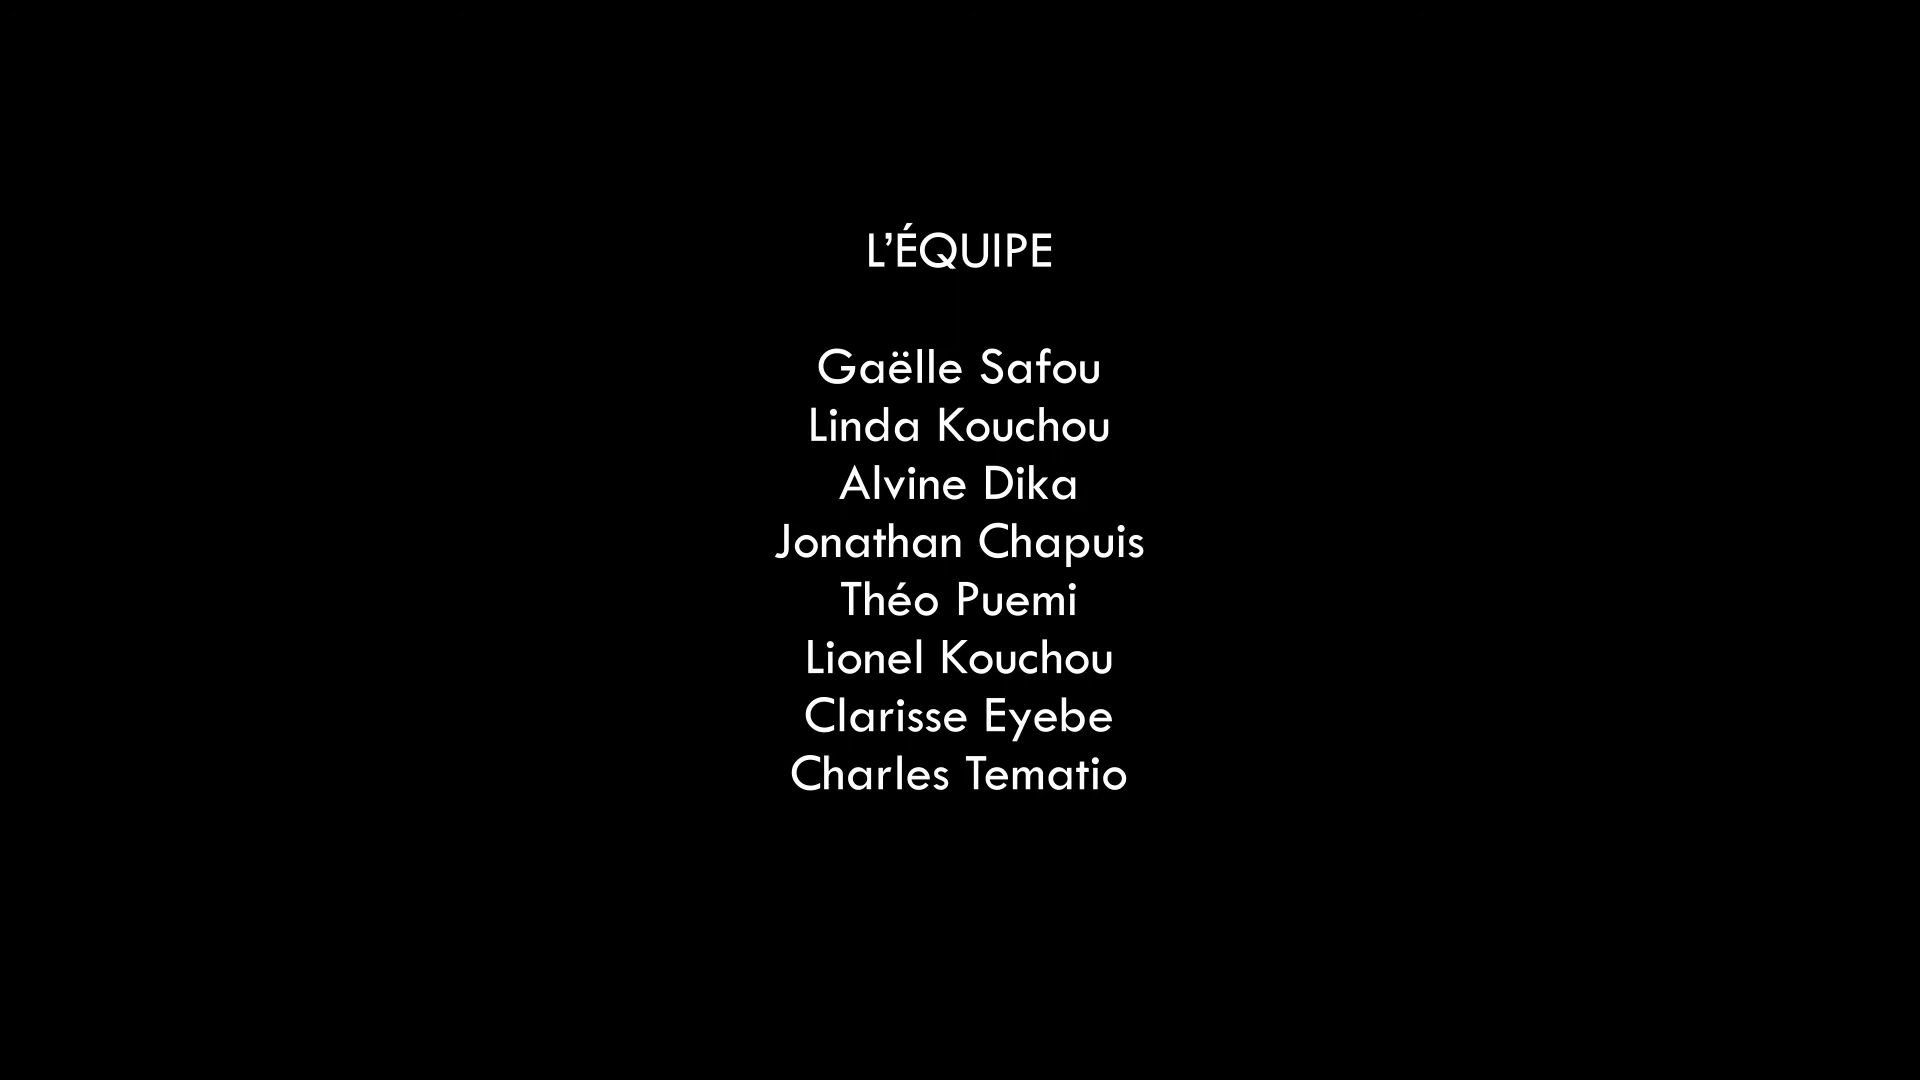 L’ÉQUIPE
Gaëlle Safou
Linda Kouchou
Alvine Dika
Jonathan Chapuis
Théo Puemi
Lionel Kouchou
Clarisse Eyebe
Charles Tematio